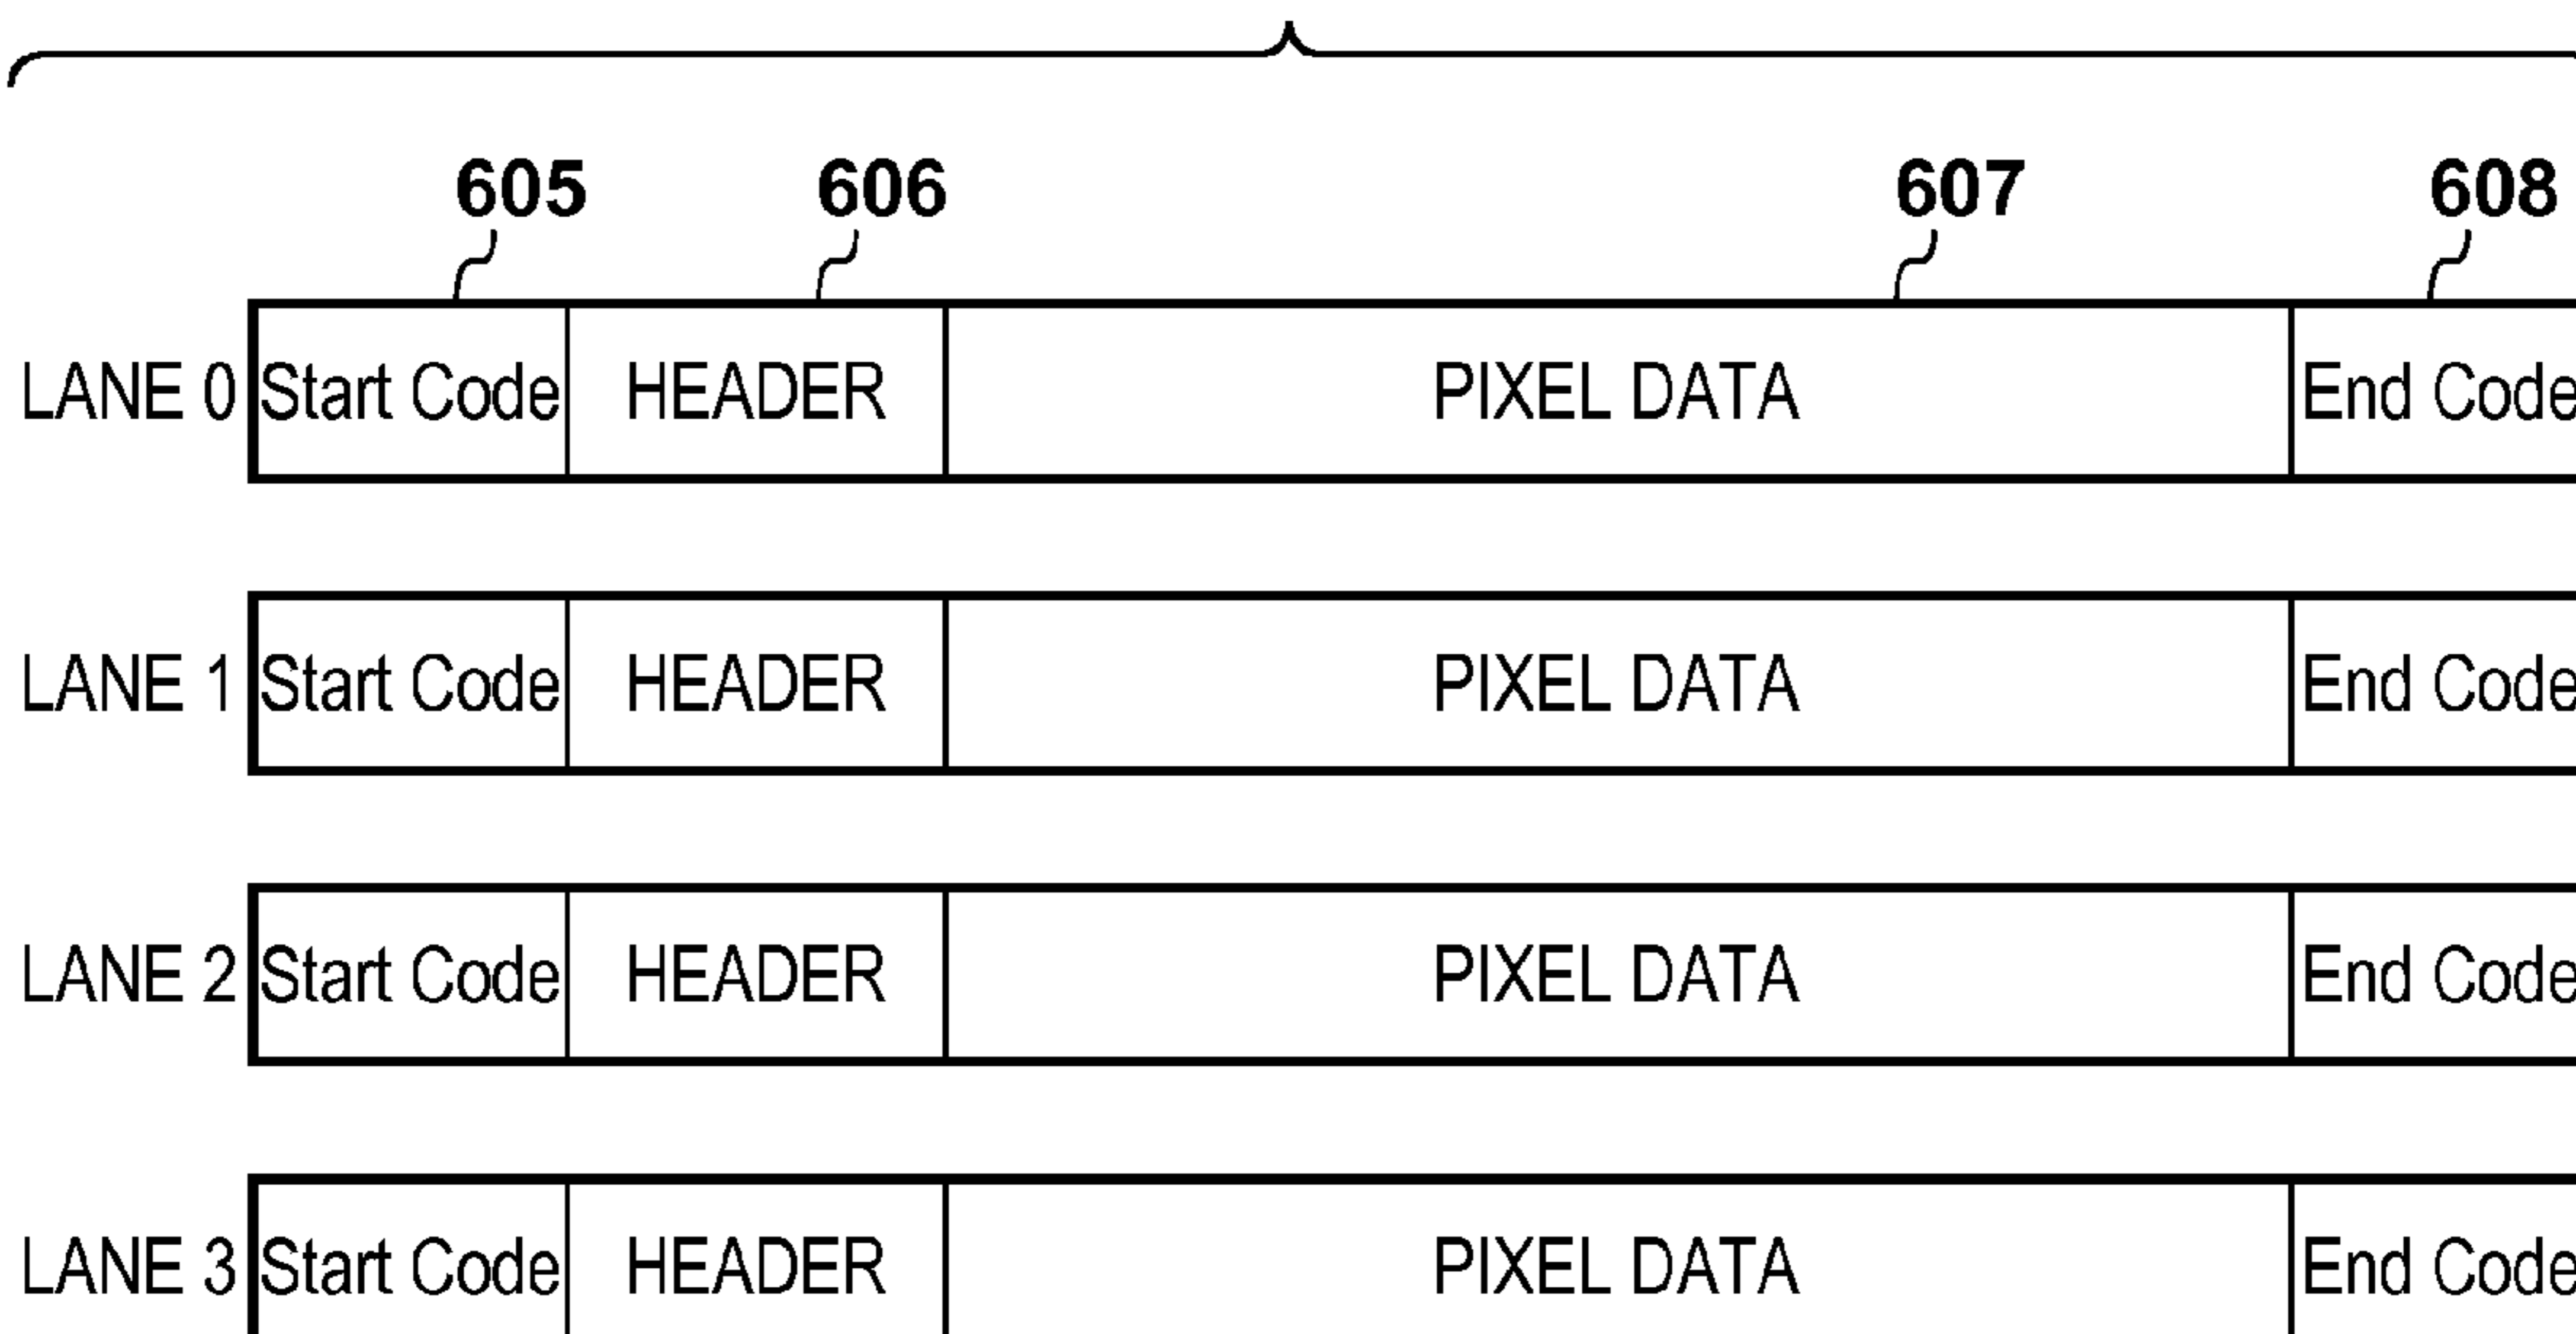 605 606 607 608
LANE 0 Start Code HEADER PIXEL DATA End Code
LANE 1 Start Code HEADER PIXEL DATA End Code
LANE 2 Start Code HEADER PIXEL DATA End Code
LANE 3 Start Code HEADER PIXEL DATA End Code